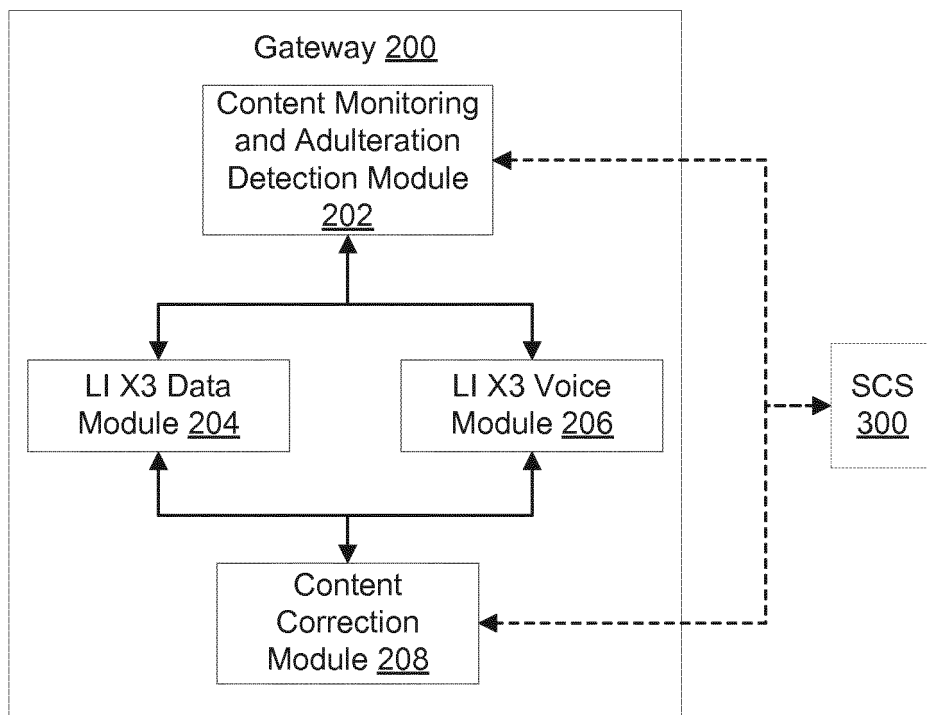 Gateway 200
Content Monitoring
and Adulteration
Detection Module
202
LI X3 Data
Module 204
LI X3 Voice
Module 206
SCS
300
Content
Correction
Module 208